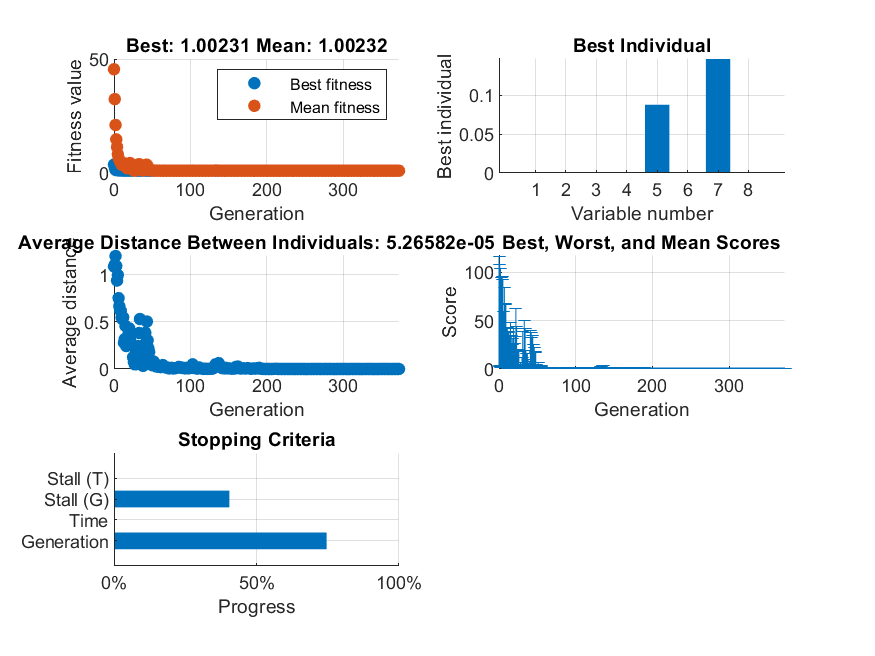 Best: 1.00231 Mean: 1.00232
Fitness value
50
0
Best fitness
Mean fitness
0 100 200 300
Generation
Best Individual
Best individual
0.1
0.05
0
1 2 3 4 5 6 7 8
Variable number
Average Distance Between Individuals: 5.26582e-05
Average distance
1
0.5
0
0 100 200 300
Generation
Best, Worst, and Mean Scores
Score
100
50
0
0 100 200 300
Generation
Stopping Criteria
Stall (T)
Stall (G)
Time
Generation
0% 50% 100%
Progress